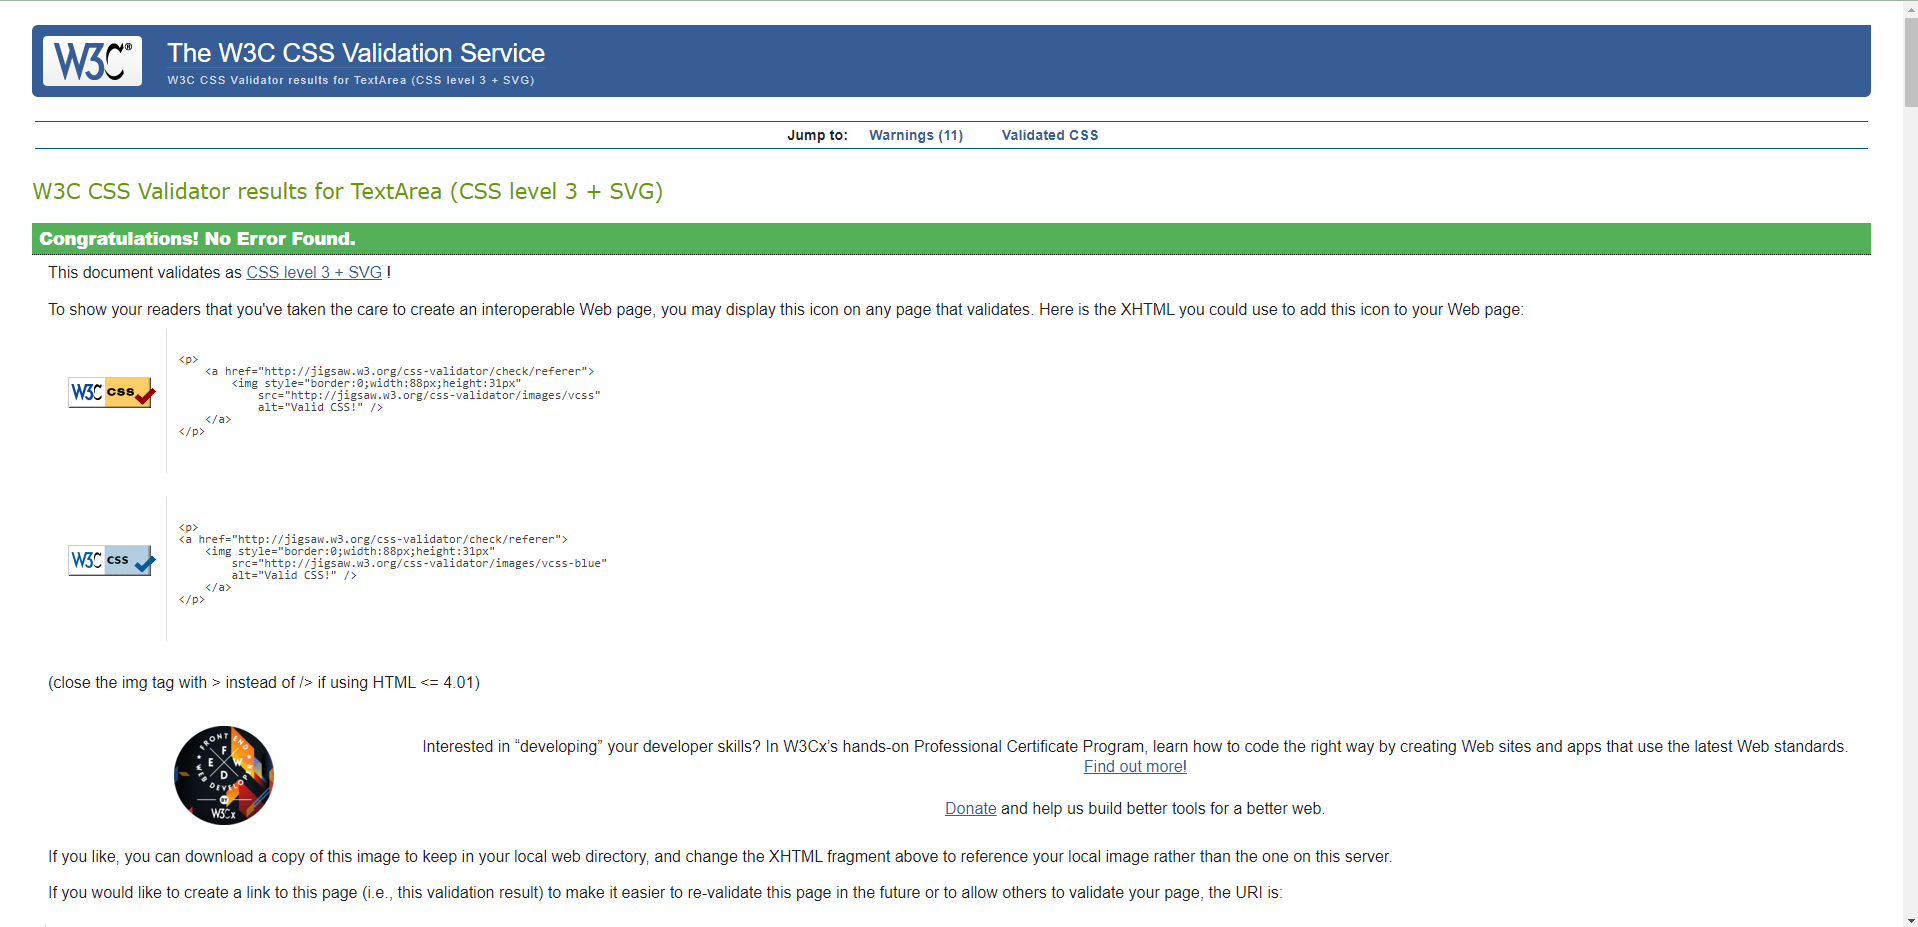 W3C®
The W3C CSS Validation Service
W3C CSS Validator results for TextArea (CSS level 3 + SVG)
Jump to: Warnings (11) Validated CSS
W3C CSS Validator results for TextArea (CSS level 3 + SVG)
Congratulations! No Error Found.
This document validates as CSS level 3 + SVG !
To show your readers that you've taken the care to create an interoperable Web page, you may display this icon on any page that validates. Here is the XHTML you could use to add this icon to your Web page:
W3C css
<p>
    <a href="http://jigsaw.w3.org/css-validator/check/referer">
        <img style="border:0;width:88px;height:31px"
            src="http://jigsaw.w3.org/css-validator/images/vcss"
            alt="Valid CSS!" />
    </a>
</p>
W3C css
<p>
<a href="http://jigsaw.w3.org/css-validator/check/referer">
    <img style="border:0;width:88px;height:31px"
        src="http://jigsaw.w3.org/css-validator/images/vcss-blue"
        alt="Valid CSS!" />
    </a>
</p>
(close the img tag with > instead of /> if using HTML <= 4.01)
FRONT END
F
E W
D
WEB DEVELOPER
BY
W3Cx
Interested in “developing” your developer skills? In W3Cx’s hands-on Professional Certificate Program, learn how to code the right way by creating Web sites and apps that use the latest Web standards.
Find out more!
Donate and help us build better tools for a better web.
If you like, you can download a copy of this image to keep in your local web directory, and change the XHTML fragment above to reference your local image rather than the one on this server.
If you would like to create a link to this page (i.e., this validation result) to make it easier to re-validate this page in the future or to allow others to validate your page, the URI is: